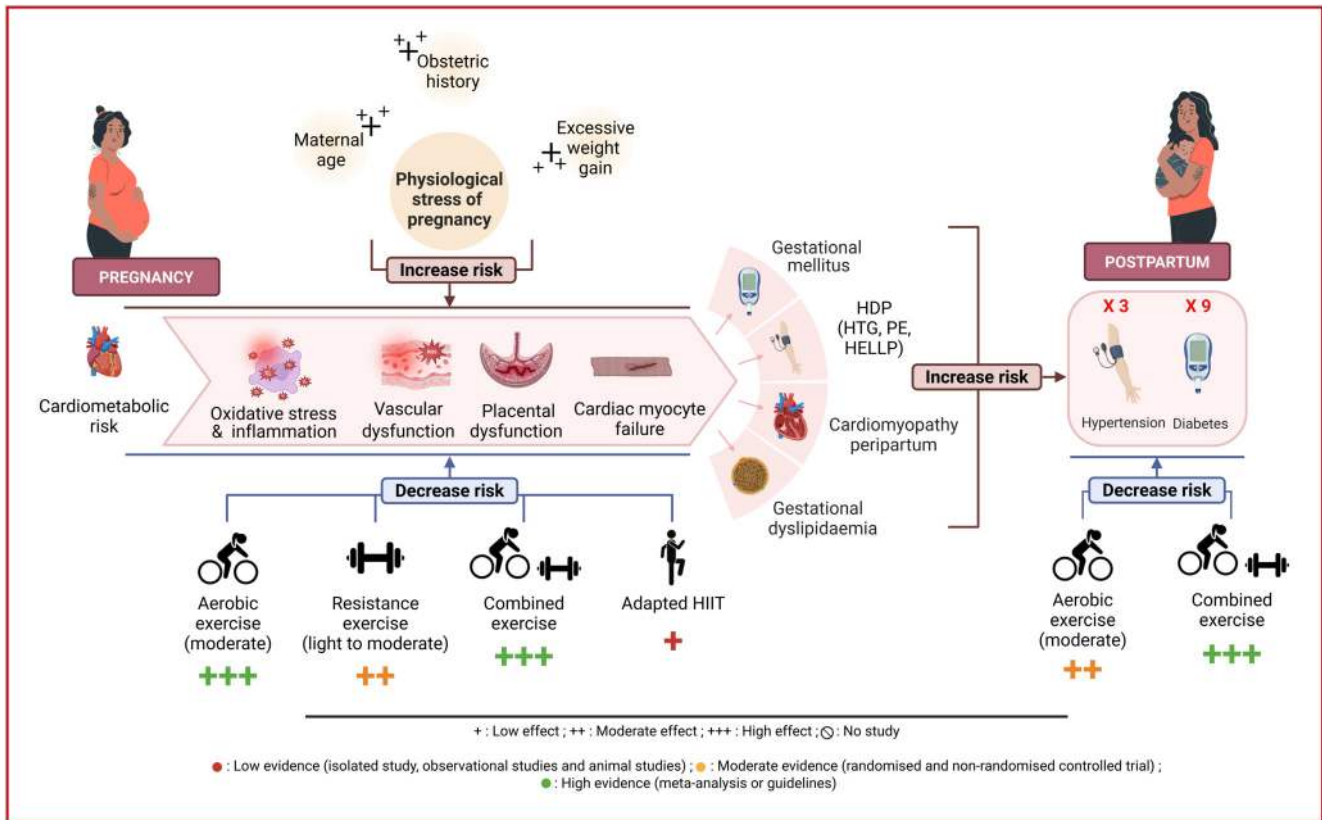 + + +
Obstetric
history
Maternal
age
+ + +
Excessive
weight
gain
+ + +
Physiological
stress of
pregnancy
PREGNANCY
Increase risk
Cardiometabolic
risk
Oxidative stress
& inflammation
Vascular
dysfunction
Placental
dysfunction
Cardiac myocyte
failure
Gestational
mellitus
HDP
(HTG, PE,
HELLP)
Cardiomyopathy
peripartum
Gestational
dyslipidaemia
Increase risk
POSTPARTUM
X 3
X 9
Hypertension
Diabetes
Decrease risk
Aerobic
exercise
(moderate)
+++
Resistance
exercise
(light to moderate)
++
Combined
exercise
+++
Adapted HIIT
+
Decrease risk
Aerobic
exercise
(moderate)
++
Combined
exercise
+++
+ : Low effect ; ++ : Moderate effect ; +++ : High effect ; : No study
: Low evidence (isolated study, observational studies and animal studies) ; : Moderate evidence (randomised and non-randomised controlled trial) ;
: High evidence (meta-analysis or guidelines)